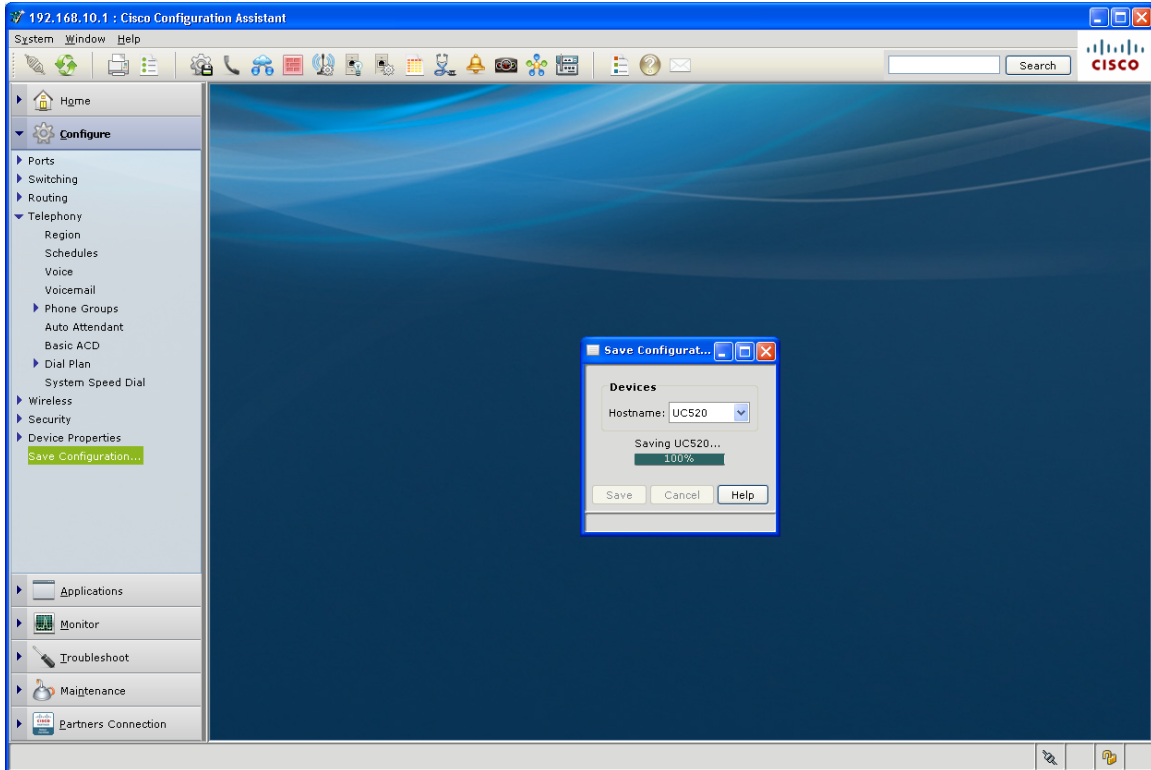 192.168.10.1 : Cisco Configuration Assistant
System Window Help
Search
CISCO
Home
Configure
Ports
Switching
Routing
Telephony
Region
Schedules
Voice
Voicemail
Phone Groups
Auto Attendant
Basic ACD
Dial Plan
System Speed Dial
Wireless
Security
Device Properties
Save Configuration...
Applications
Monitor
Troubleshoot
Maintenance
Partners Connection
Save Configurat...
Devices
Hostname: UC520
Saving UC520...
100%
Save Cancel Help